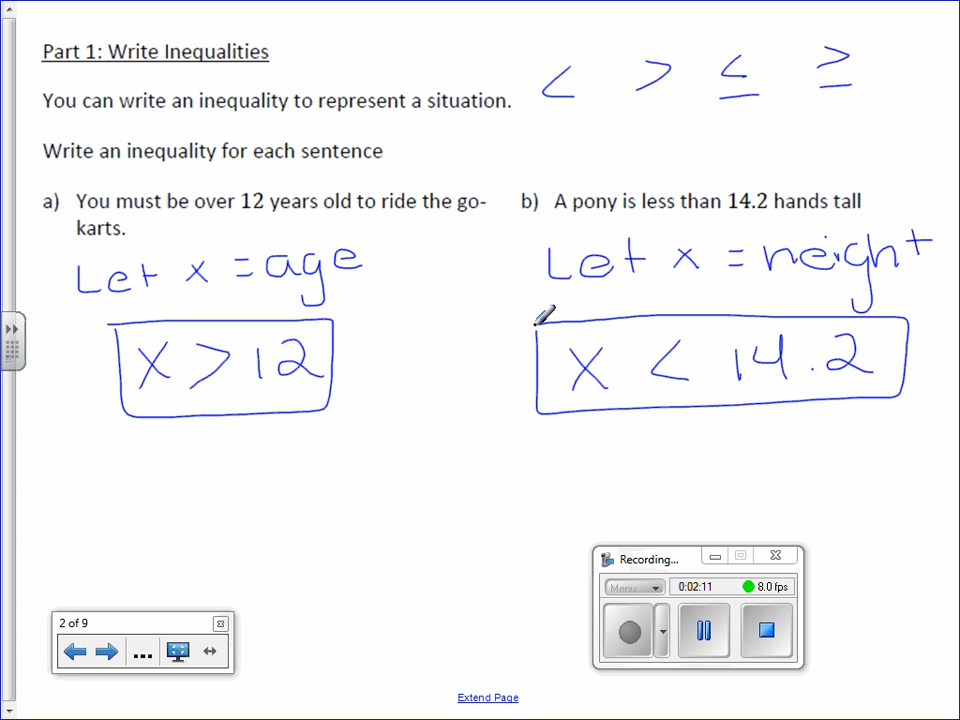 Part 1: Write Inequalities
< > ≤ ≥
You can write an inequality to represent a situation.
Write an inequality for each sentence
a) You must be over 12 years old to ride the go-
karts.
Let x = age
x > 12
b) A pony is less than 14.2 hands tall
Let x = height
x < 14.2
Recording...
Menu 0:02:11 8.0 fps
2 of 9
...
Extend Page